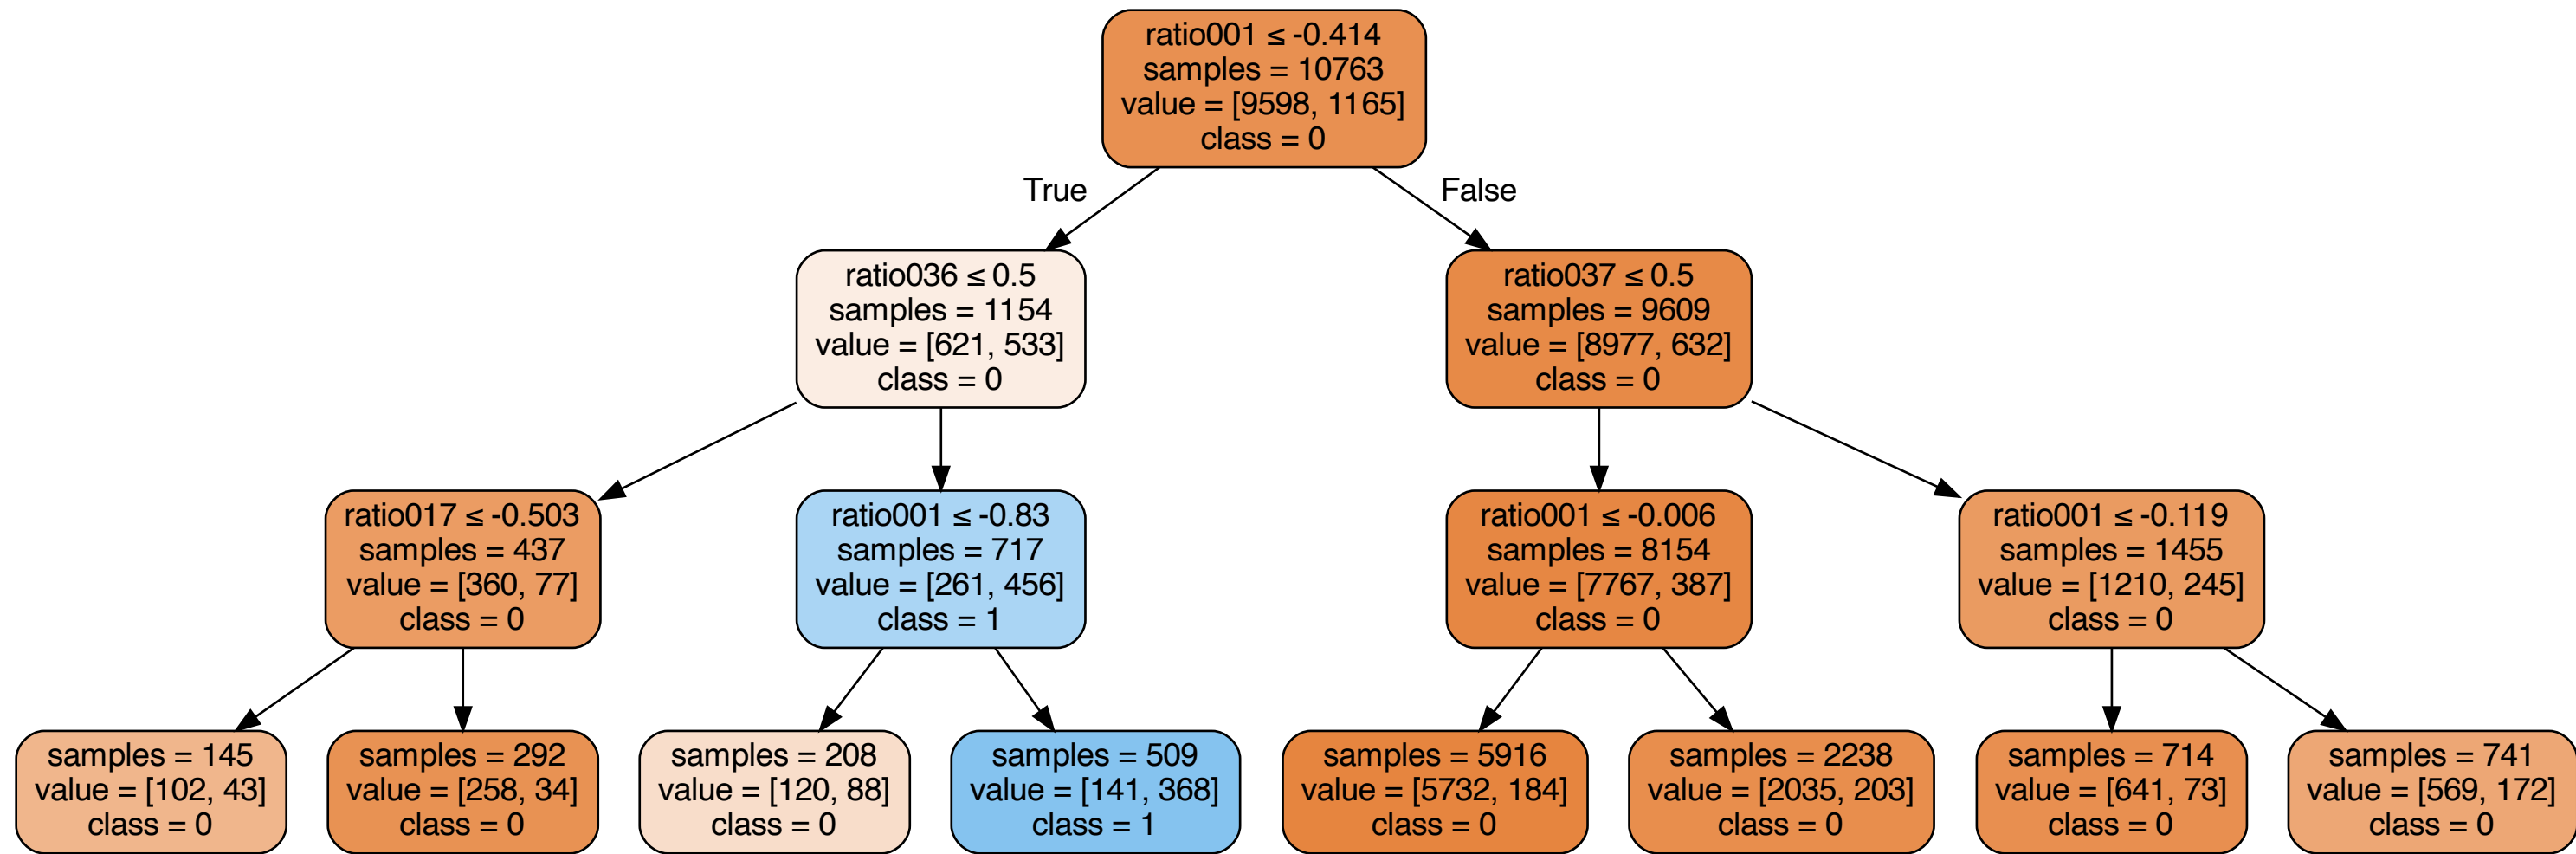 ratio001 ≤ -0.414
samples = 10763
value = [9598, 1165]
class = 0
True
False
ratio036 ≤ 0.5
samples = 1154
value = [621, 533]
class = 0
ratio037 ≤ 0.5
samples = 9609
value = [8977, 632]
class = 0
ratio017 ≤ -0.503
samples = 437
value = [360, 77]
class = 0
ratio001 ≤ -0.83
samples = 717
value = [261, 456]
class = 1
ratio001 ≤ -0.006
samples = 8154
value = [7767, 387]
class = 0
ratio001 ≤ -0.119
samples = 1455
value = [1210, 245]
class = 0
samples = 145
value = [102, 43]
class = 0
samples = 292
value = [258, 34]
class = 0
samples = 208
value = [120, 88]
class = 0
samples = 509
value = [141, 368]
class = 1
samples = 5916
value = [5732, 184]
class = 0
samples = 2238
value = [2035, 203]
class = 0
samples = 714
value = [641, 73]
class = 0
samples = 741
value = [569, 172]
class = 0